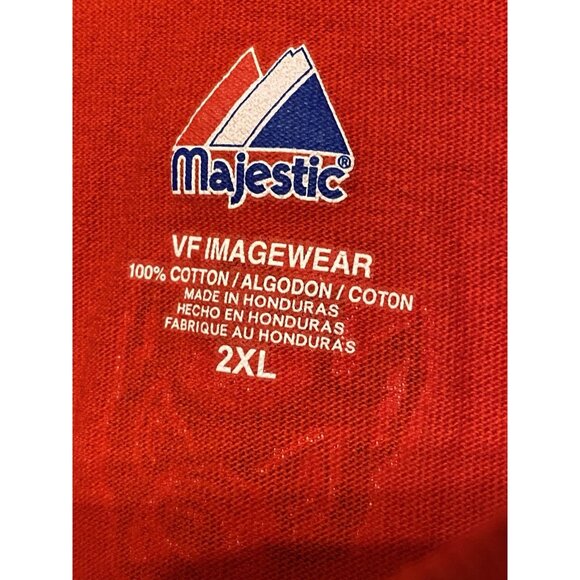 Majestic®
VF IMAGEWEAR
100% COTTON / ALGODON / COTON
MADE IN HONDURAS
HECHO EN HONDURAS
FABRIQUE AU HONDURAS
2XL